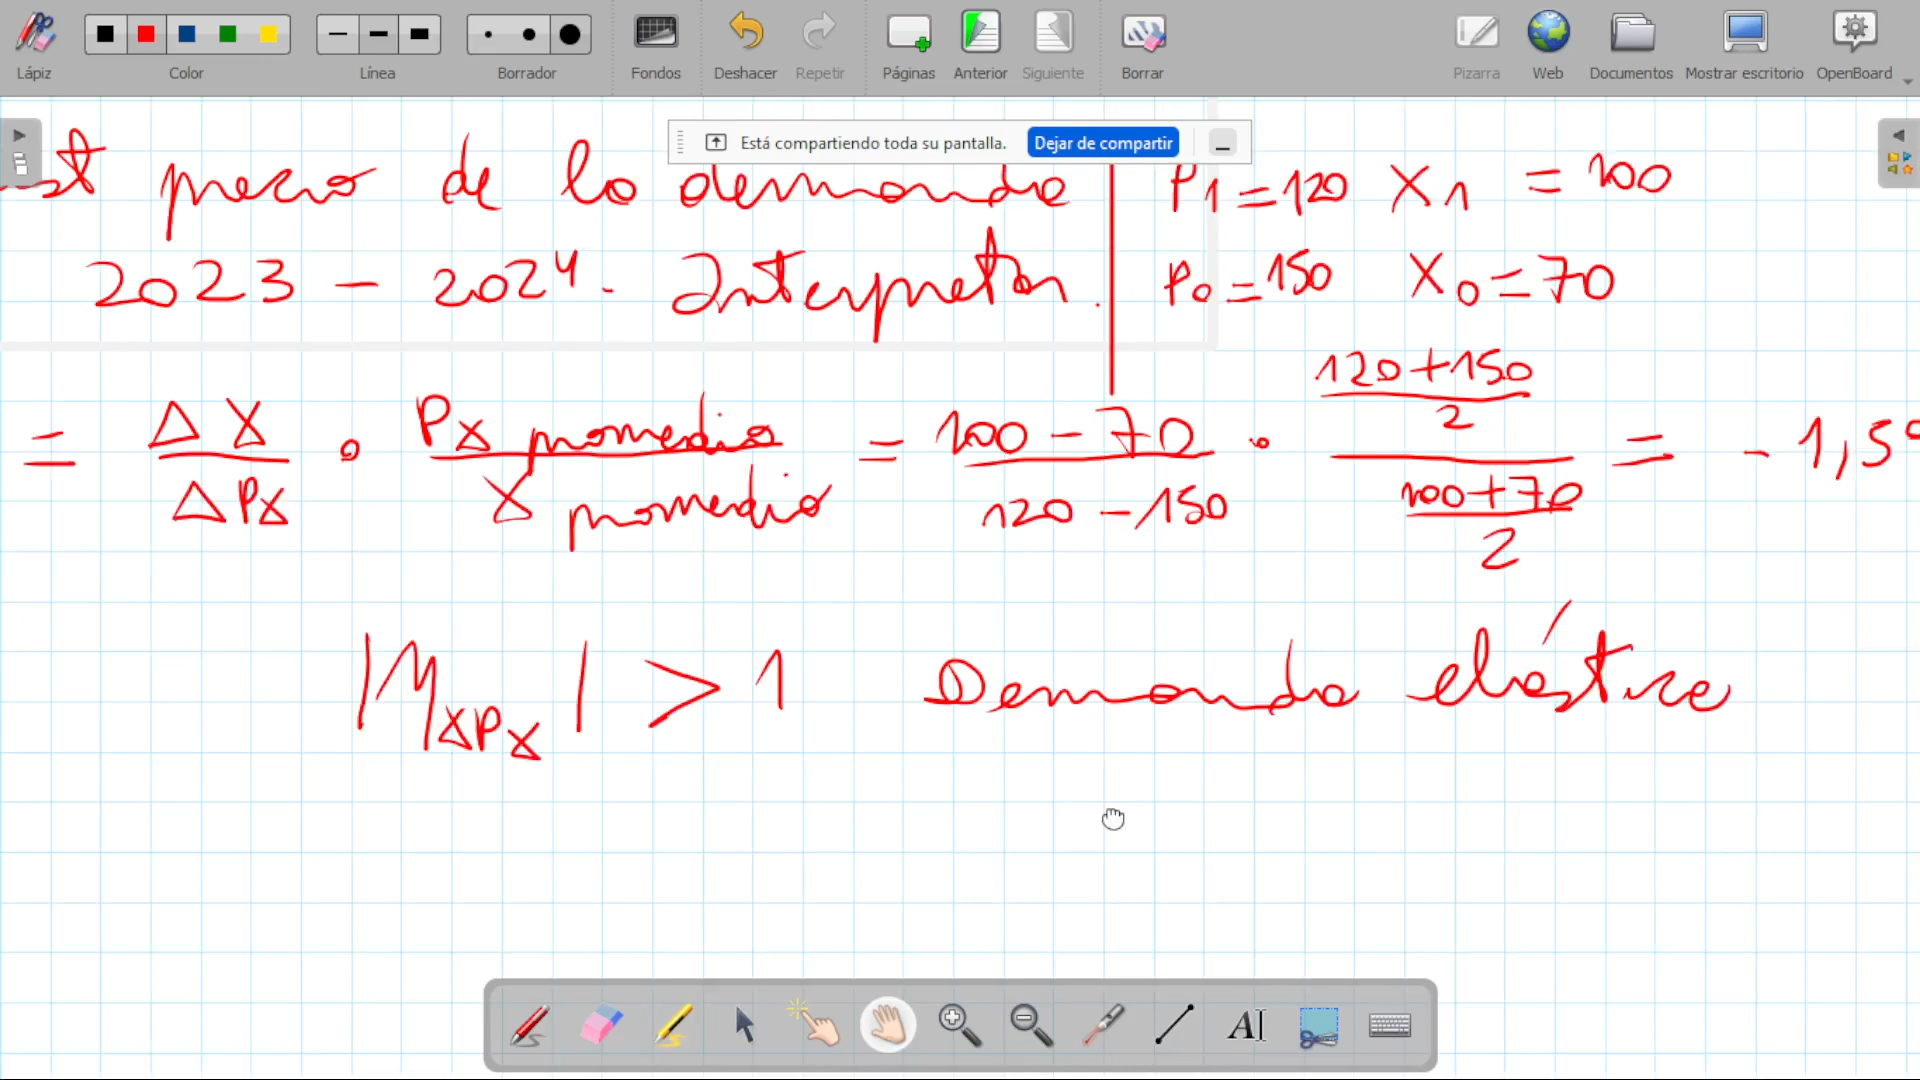 Lápiz
Color
Línea
Borrador
Fondos
Deshacer
Repetir
Páginas
Anterior
Siguiente
Borrar
Pizarra
Web
Documentos
Mostrar escritorio
OpenBoard
Está compartiendo toda su pantalla.
Dejar de compartir
st precio de la demanda
2023 - 2024. Interpretar.
P1 = 120 X1 = 100
P0 = 150 X0 = 70
= ΔX / ΔPx · Px promedio / X promedio = 100 - 70 / 120 - 150 · 120+150 / 2 / 100+70 / 2 = - 1,5
|ηxPx| > 1 Demanda elástica
AI